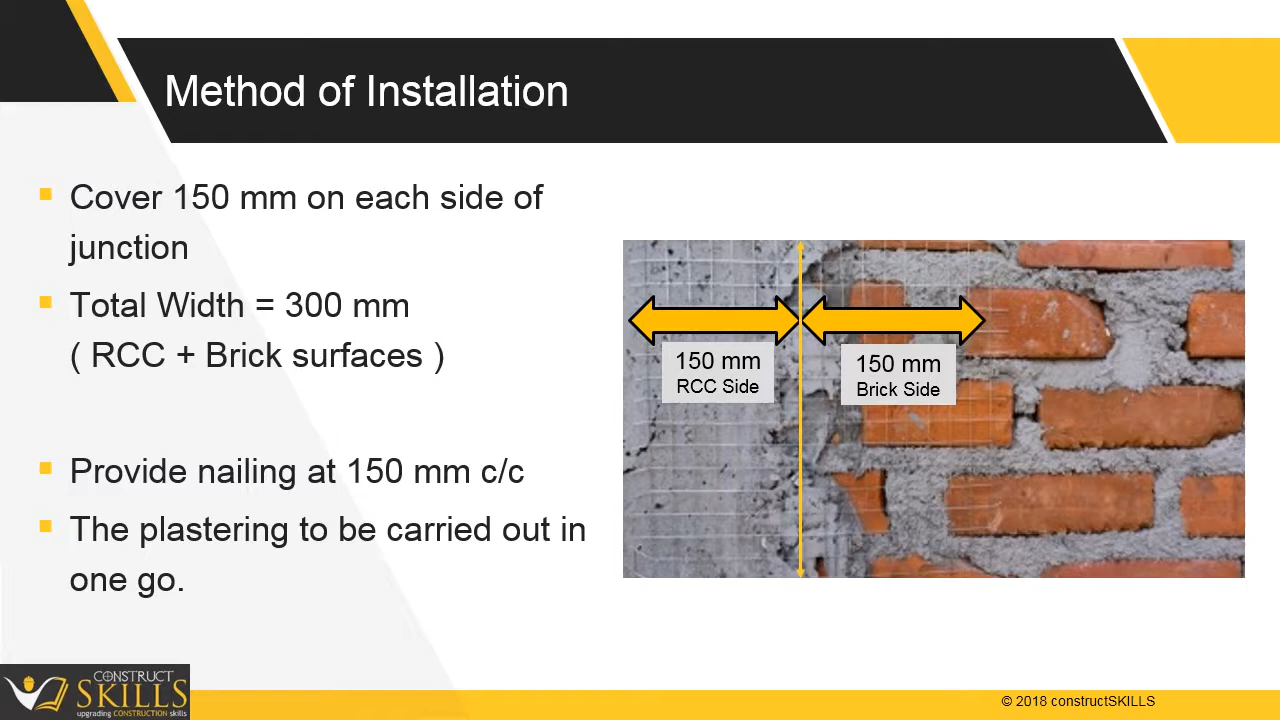 Method of Installation
Cover 150 mm on each side of
junction
Total Width = 300 mm
( RCC + Brick surfaces )
Provide nailing at 150 mm c/c
The plastering to be carried out in
one go.
150 mm
RCC Side
150 mm
Brick Side
CONSTRUCT
SKILLS
upgrading CONSTRUCTION skills
© 2018 constructSKILLS